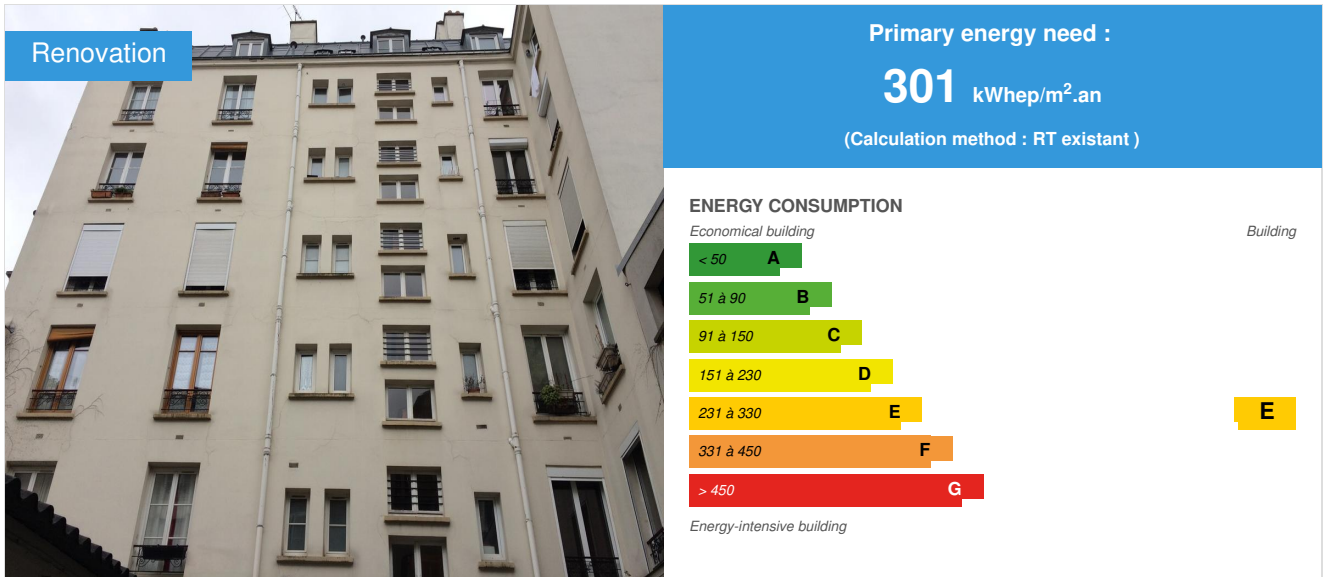 Renovation
Primary energy need :
301 kWhep/m².an
(Calculation method : RT existant )
ENERGY CONSUMPTION
Economical building
Building
< 50 A
51 à 90 B
91 à 150 C
151 à 230 D
231 à 330 E
E
331 à 450 F
> 450 G
Energy-intensive building